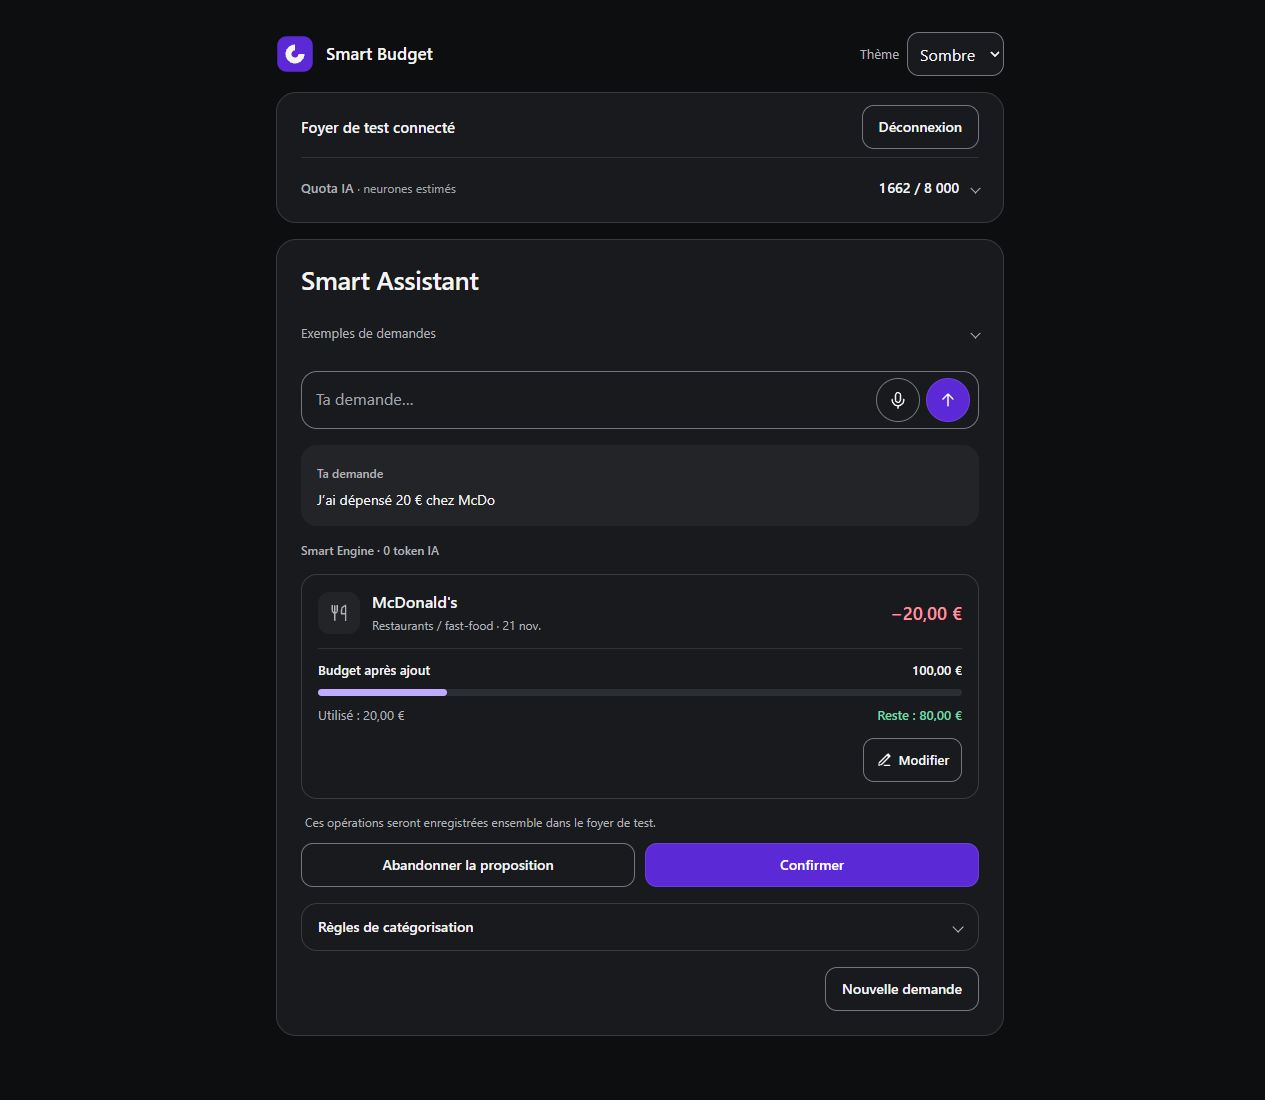 Smart Budget
Thème
Sombre
Foyer de test connecté
Déconnexion
Quota IA · neurones estimés
1 662 / 8 000
Smart Assistant
Exemples de demandes
Ta demande...
Ta demande
J'ai dépensé 20 € chez McDo
Smart Engine · 0 token IA
McDonald's
Restaurants / fast-food · 21 nov.
−20,00 €
Budget après ajout
100,00 €
Utilisé : 20,00 €
Reste : 80,00 €
Modifier
Ces opérations seront enregistrées ensemble dans le foyer de test.
Abandonner la proposition
Confirmer
Règles de catégorisation
Nouvelle demande